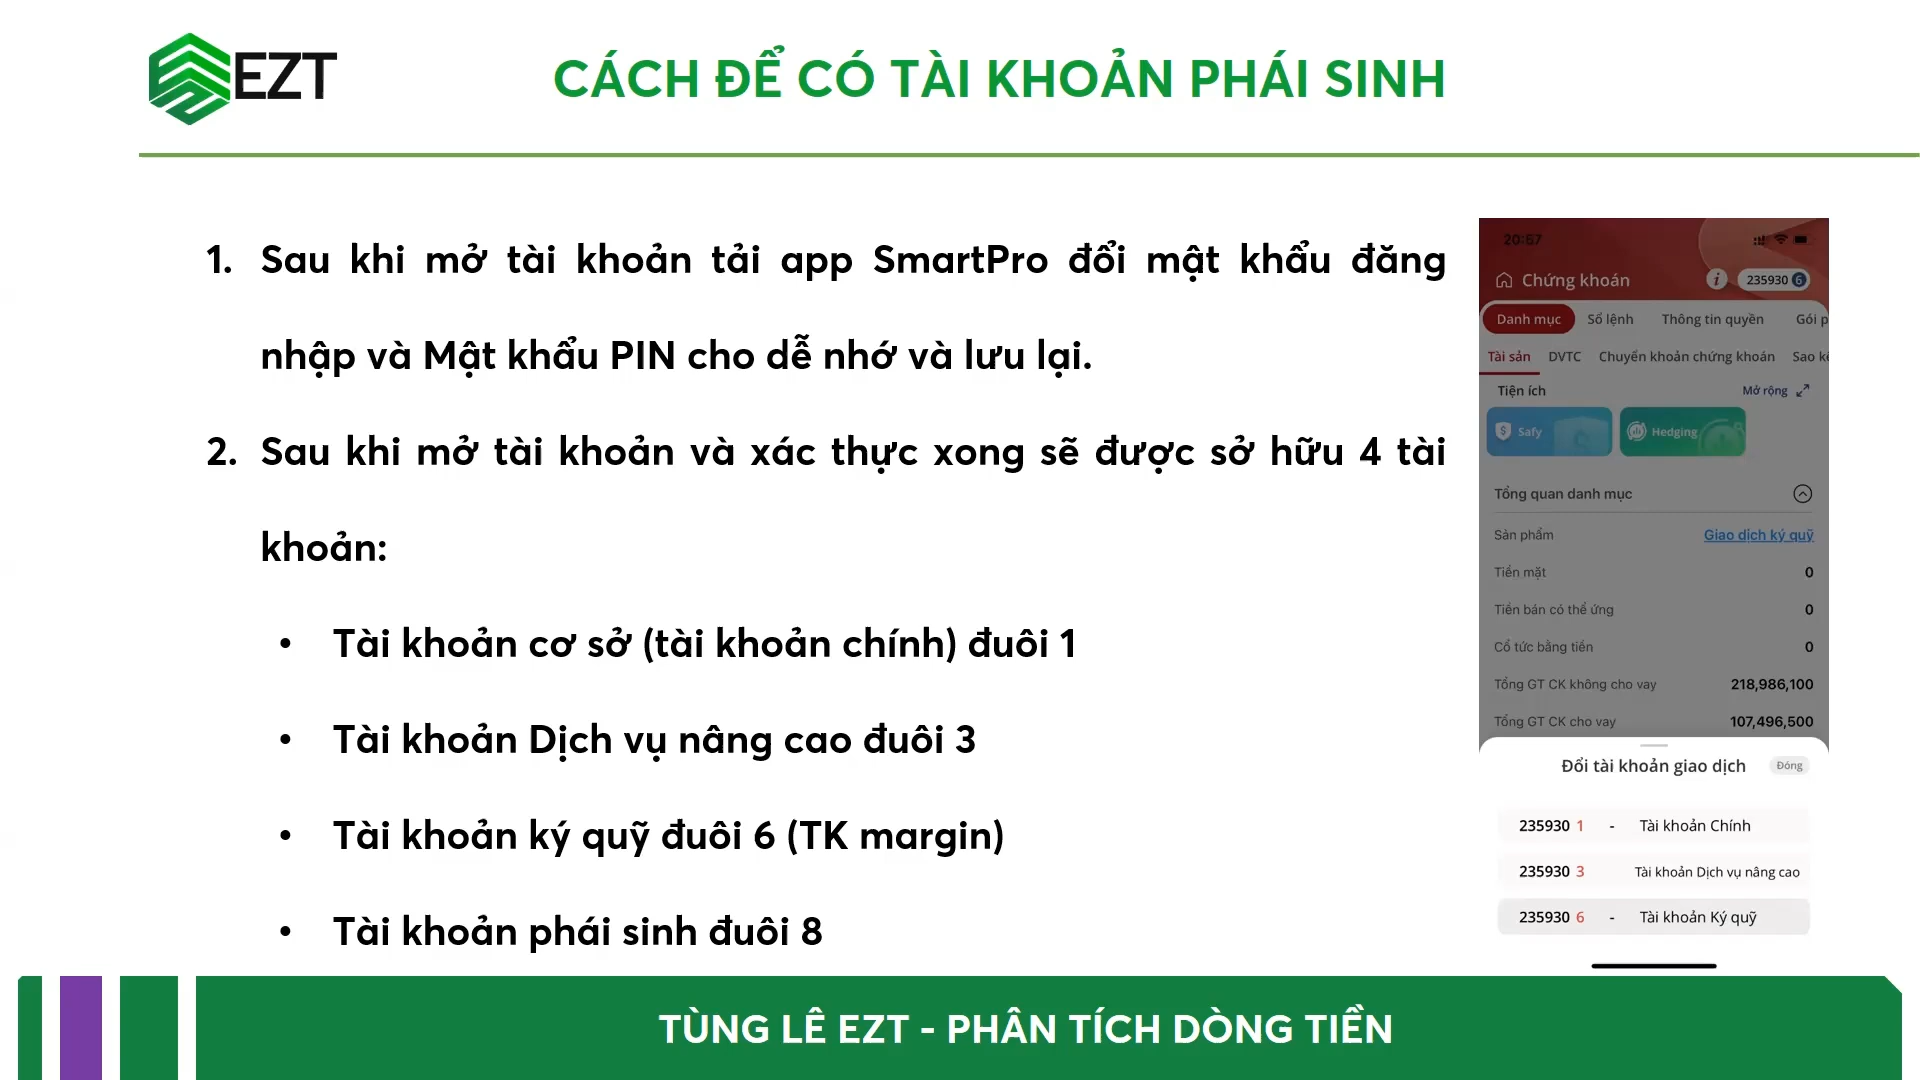 EZT
CÁCH ĐỂ CÓ TÀI KHOẢN PHÁI SINH
1. Sau khi mở tài khoản tải app SmartPro đổi mật khẩu đăng
nhập và Mật khẩu PIN cho dễ nhớ và lưu lại.
2. Sau khi mở tài khoản và xác thực xong sẽ được sở hữu 4 tài
khoản:
• Tài khoản cơ sở (tài khoản chính) đuôi 1
• Tài khoản Dịch vụ nâng cao đuôi 3
• Tài khoản ký quỹ đuôi 6 (TK margin)
• Tài khoản phái sinh đuôi 8
20:57
Chứng khoán
i
235930 6
Danh mục Sổ lệnh Thông tin quyền Gói p
Tài sản DVTC Chuyển khoản chứng khoán Sao kê
Tiện ích Mở rộng
Safy Hedging
Tổng quan danh mục
Sản phẩm Giao dịch ký quỹ
Tiền mặt 0
Tiền bán có thể ứng 0
Cổ tức bằng tiền 0
Tổng GT CK không cho vay 218,986,100
Tổng GT CK cho vay 107,496,500
Đổi tài khoản giao dịch Đóng
235930 1 - Tài khoản Chính
235930 3 Tài khoản Dịch vụ nâng cao
235930 6 - Tài khoản Ký quỹ
TÙNG LÊ EZT - PHÂN TÍCH DÒNG TIỀN